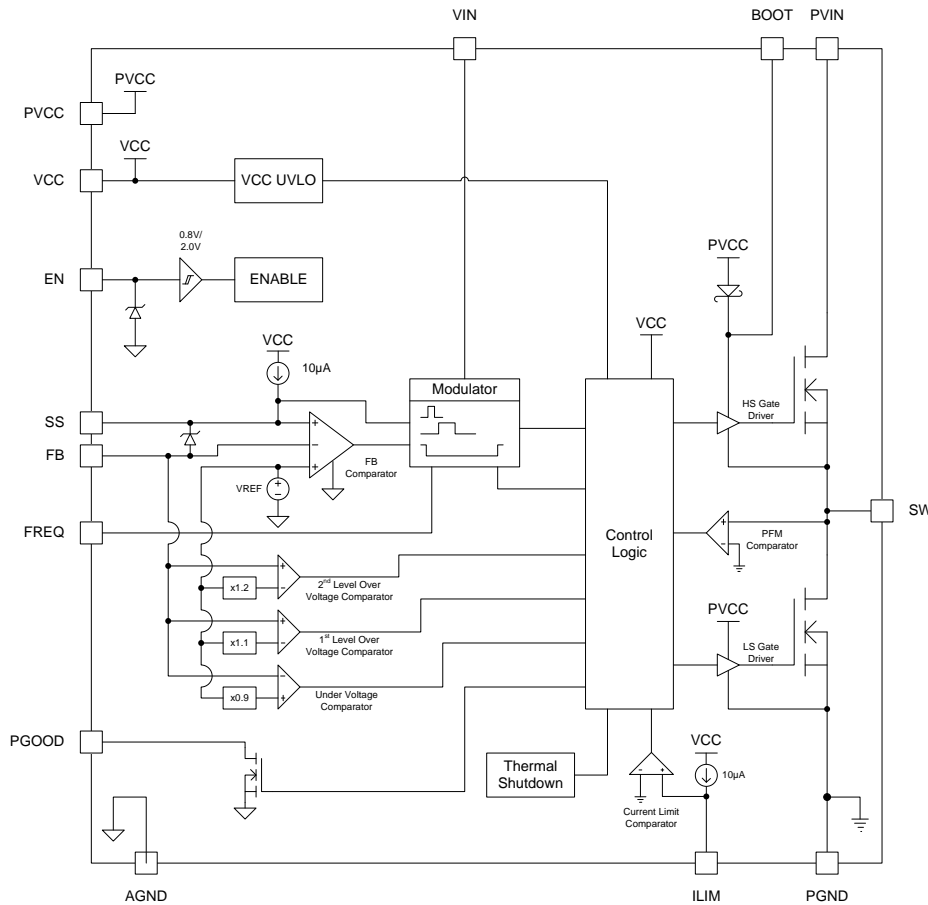 VIN
BOOT
PVIN
PVCC
PVCC
VCC
VCC
VCC UVLO
0.8V/
2.0V
EN
ENABLE
PVCC
VCC
VCC
10µA
Modulator
SS
+
−
+
FB
Comparator
HS Gate
Driver
FB
VREF
+
−
FREQ
SW
Control
Logic
+
-
PFM
Comparator
+
−
x1.2
2nd Level Over
Voltage Comparator
+
−
x1.1
1st Level Over
Voltage Comparator
PVCC
LS Gate
Driver
−
+
x0.9
Under Voltage
Comparator
PGOOD
VCC
Thermal
Shutdown
-
+
10µA
Current Limit
Comparator
AGND
ILIM
PGND